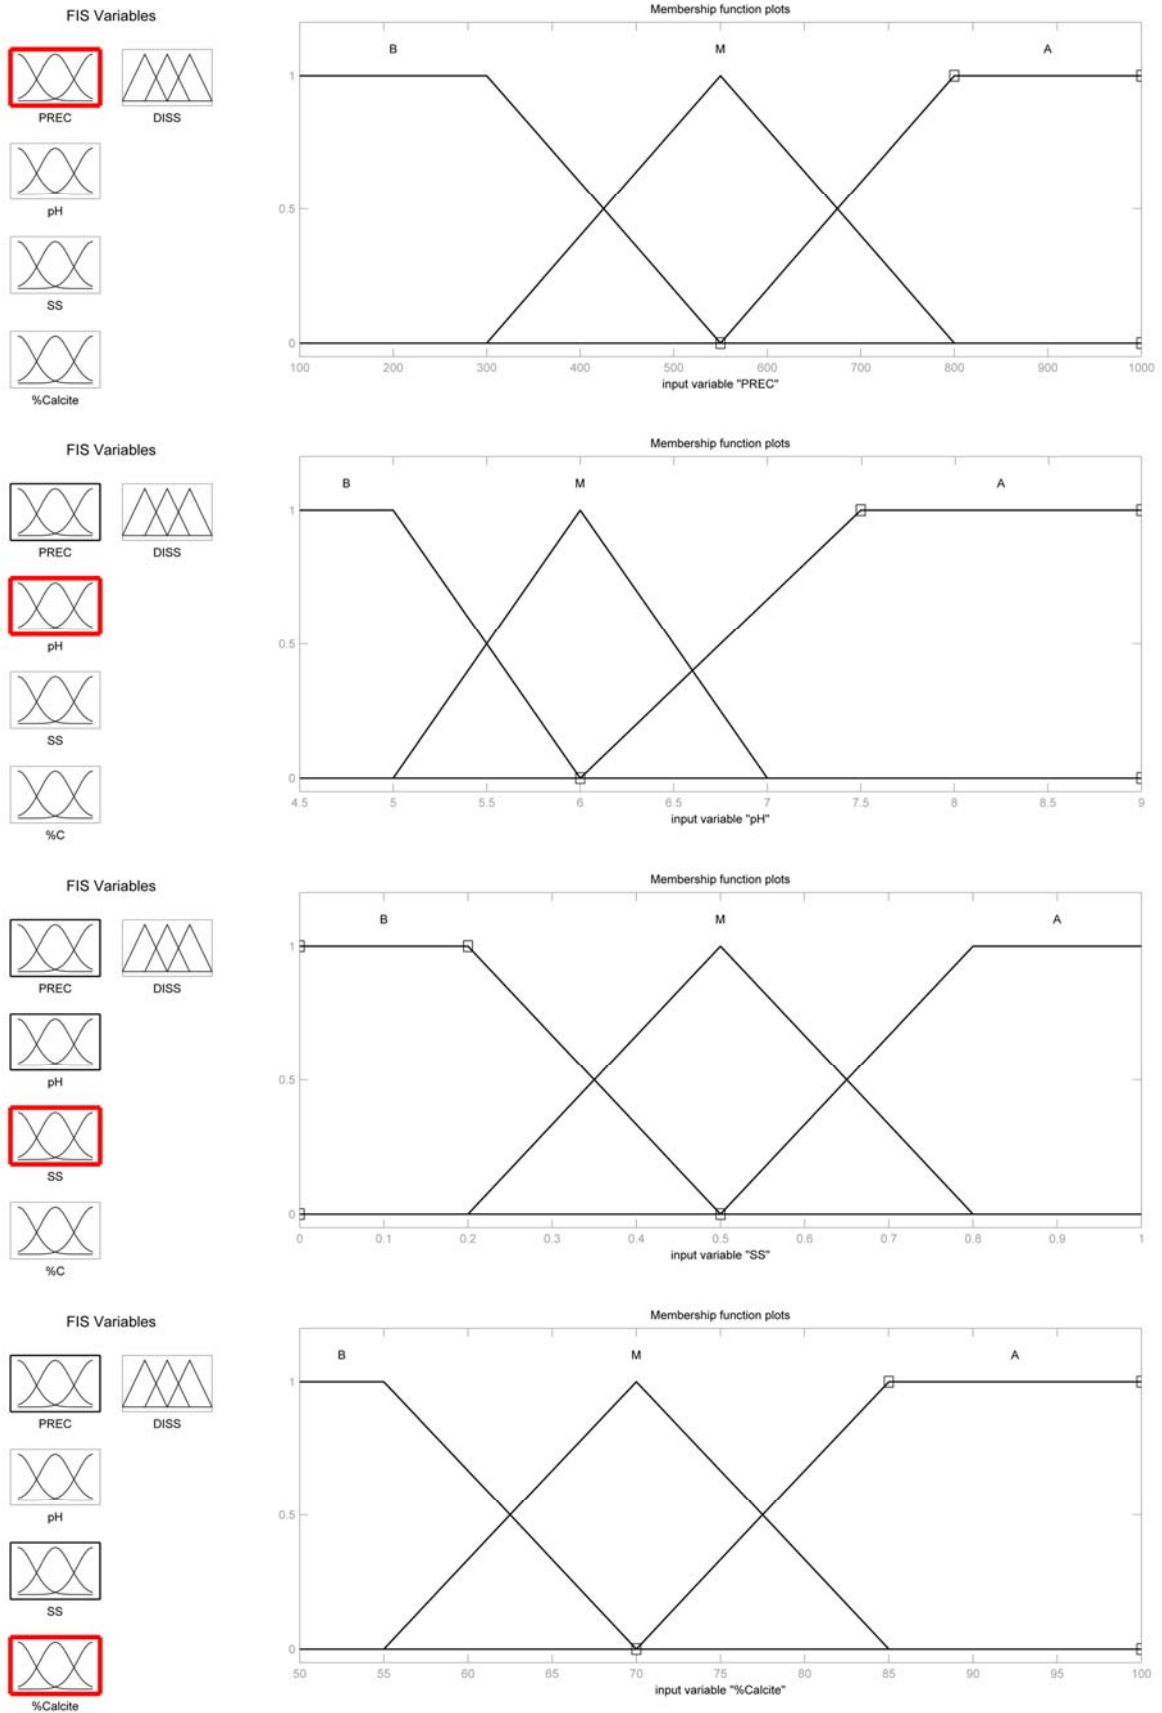 FIS Variables
Membership function plots
PREC
DISS
pH
SS
%Calcite
B
M
A
1
0.5
0
100 200 300 400 500 600 700 800 900 1000
input variable "PREC"
FIS Variables
Membership function plots
PREC
DISS
pH
SS
%C
B
M
A
1
0.5
0
4.5 5 5.5 6 6.5 7 7.5 8 8.5 9
input variable "pH"
FIS Variables
Membership function plots
PREC
DISS
pH
SS
%C
B
M
A
1
0.5
0
0 0.1 0.2 0.3 0.4 0.5 0.6 0.7 0.8 0.9 1
input variable "SS"
FIS Variables
Membership function plots
PREC
DISS
pH
SS
%Calcite
B
M
A
1
0.5
0
50 55 60 65 70 75 80 85 90 95 100
input variable "%Calcite"